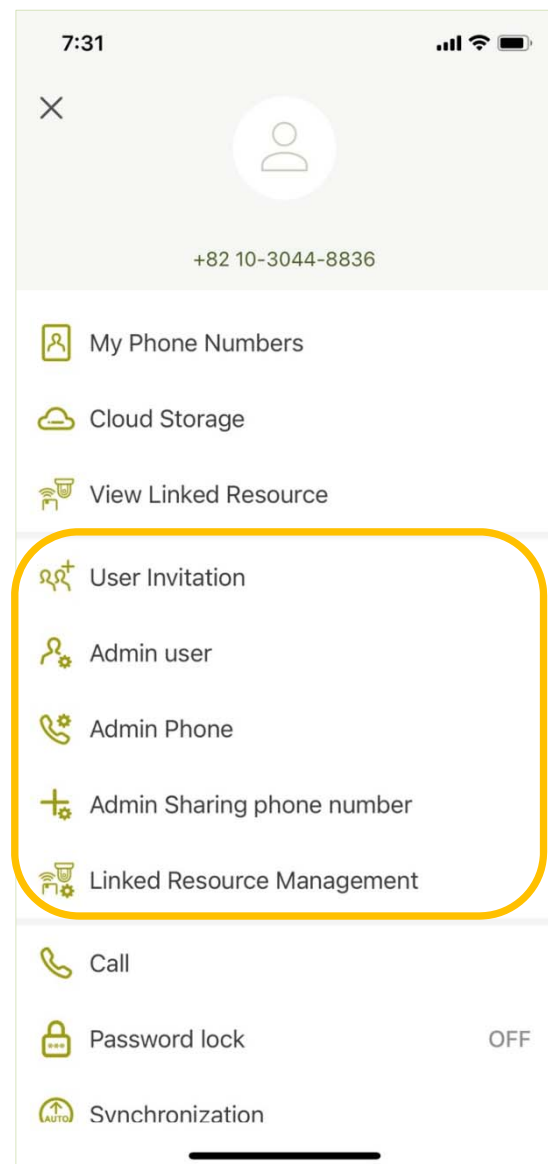 7:31
+82 10-3044-8836
My Phone Numbers
Cloud Storage
View Linked Resource
User Invitation
Admin user
Admin Phone
Admin Sharing phone number
Linked Resource Management
Call
Password lock OFF
AUTO Synchronization